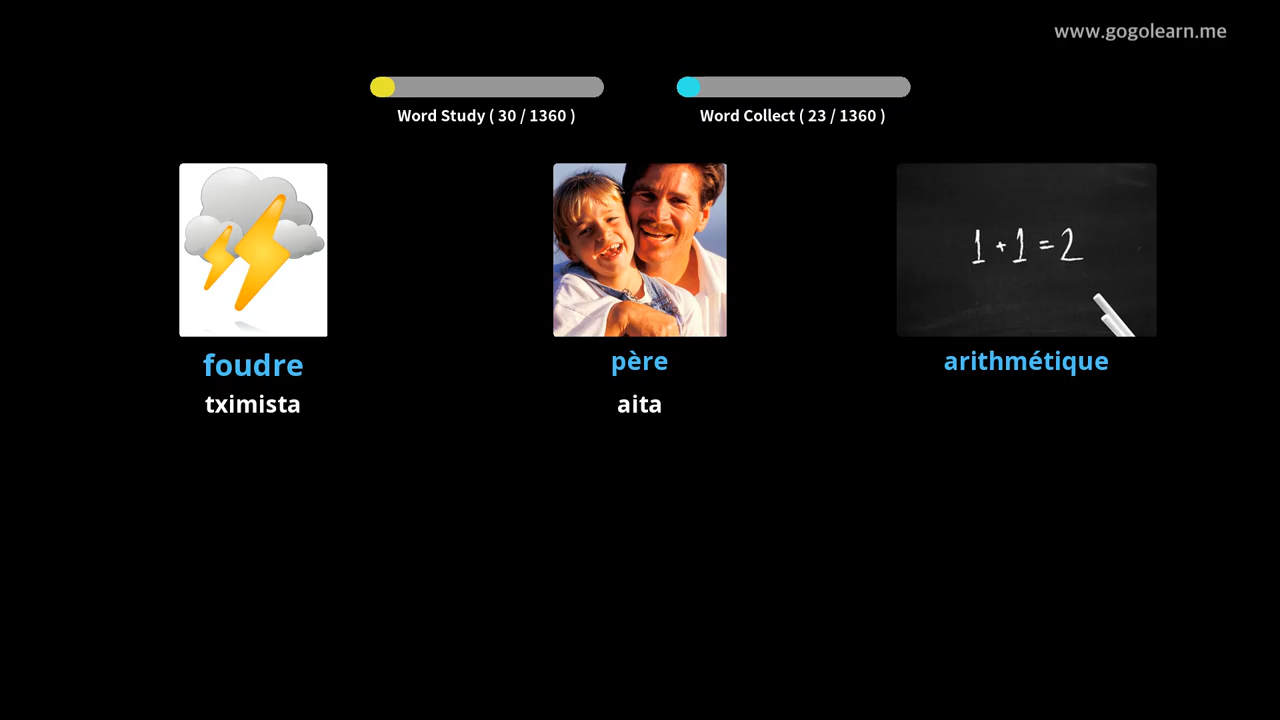 www.gogolearn.me
Word Study ( 30 / 1360 )
Word Collect ( 23 / 1360 )
1 + 1 = 2
foudre
père
arithmétique
tximista
aita